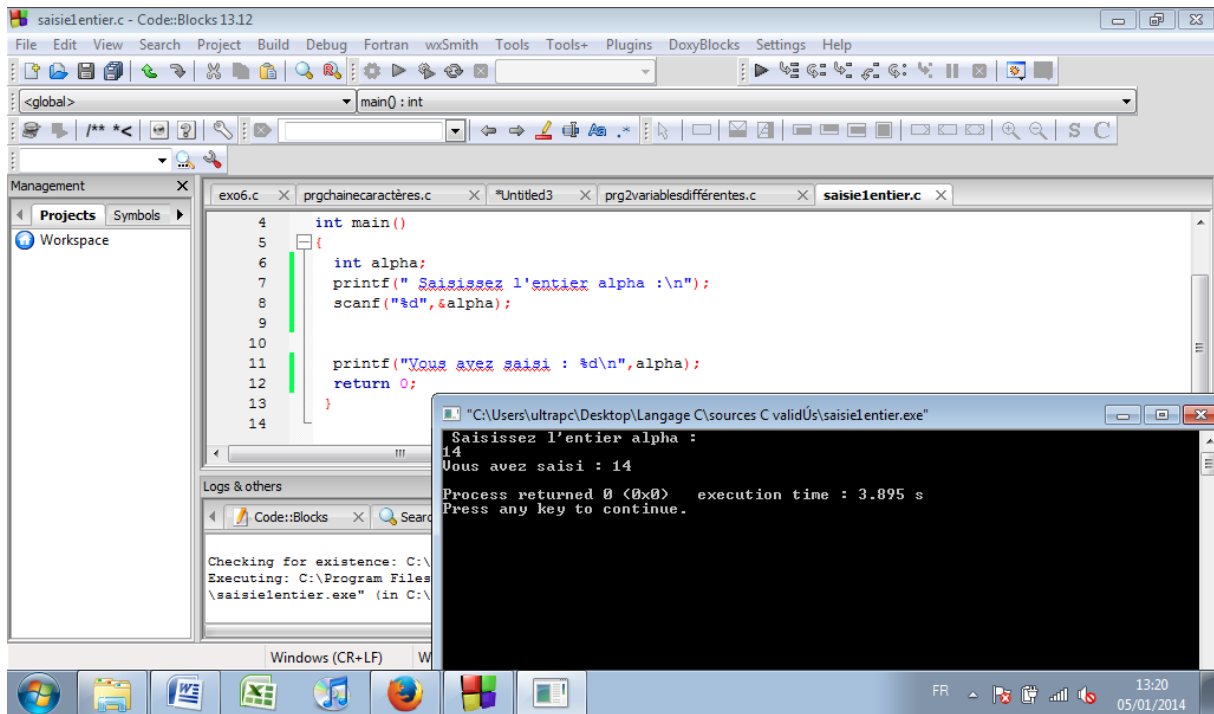 saisie1entier.c - Code::Blocks 13.12
File Edit View Search Project Build Debug Fortran wxSmith Tools Tools+ Plugins DoxyBlocks Settings Help
<global>
main() : int
/** *<
S C
Management
Projects Symbols
Workspace
exo6.c prgchainecaractères.c *Untitled3 prg2variablesdifférentes.c saisie1entier.c
4 int main()
5 {
6 int alpha;
7 printf(" Saisissez l'entier alpha :\n");
8 scanf("%d",&alpha);
9
10
11 printf("Vous avez saisi : %d\n",alpha);
12 return 0;
13 }
14
Logs & others
Code::Blocks Searc
Checking for existence: C:\
Executing: C:\Program Files
\saisie1entier.exe" (in C:\
Windows (CR+LF) W
"C:\Users\ultrapc\Desktop\Langage C\sources C validÚs\saisie1entier.exe"
Saisissez l'entier alpha :
14
Vous avez saisi : 14
Process returned 0 (0x0) execution time : 3.895 s
Press any key to continue.
FR
13:20
05/01/2014